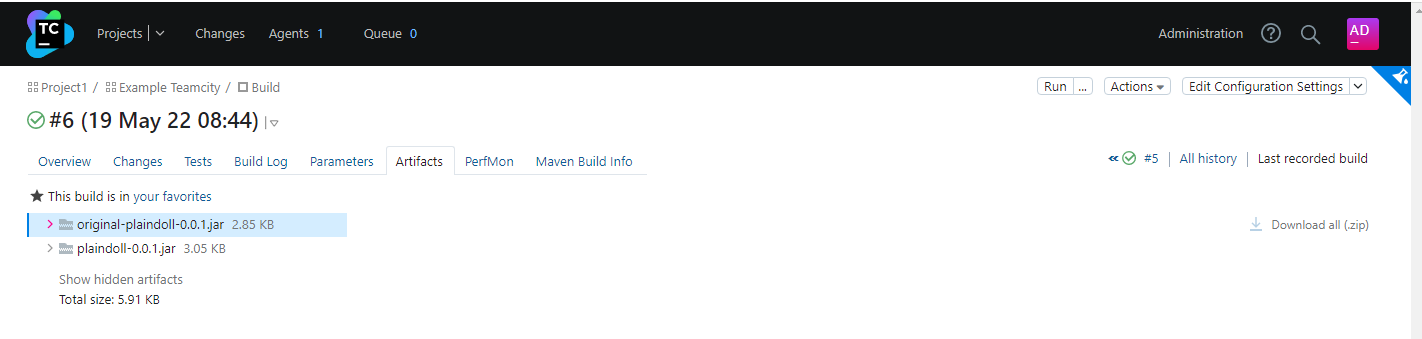 TC Projects Changes Agents 1 Queue 0 Administration ? AD
Project1 / Example Teamcity / Build Run ... Actions Edit Configuration Settings
#6 (19 May 22 08:44)
Overview Changes Tests Build Log Parameters Artifacts PerfMon Maven Build Info « #5 All history Last recorded build
This build is in your favorites
original-plaindoll-0.0.1.jar 2.85 KB Download all (.zip)
plaindoll-0.0.1.jar 3.05 KB
Show hidden artifacts
Total size: 5.91 KB